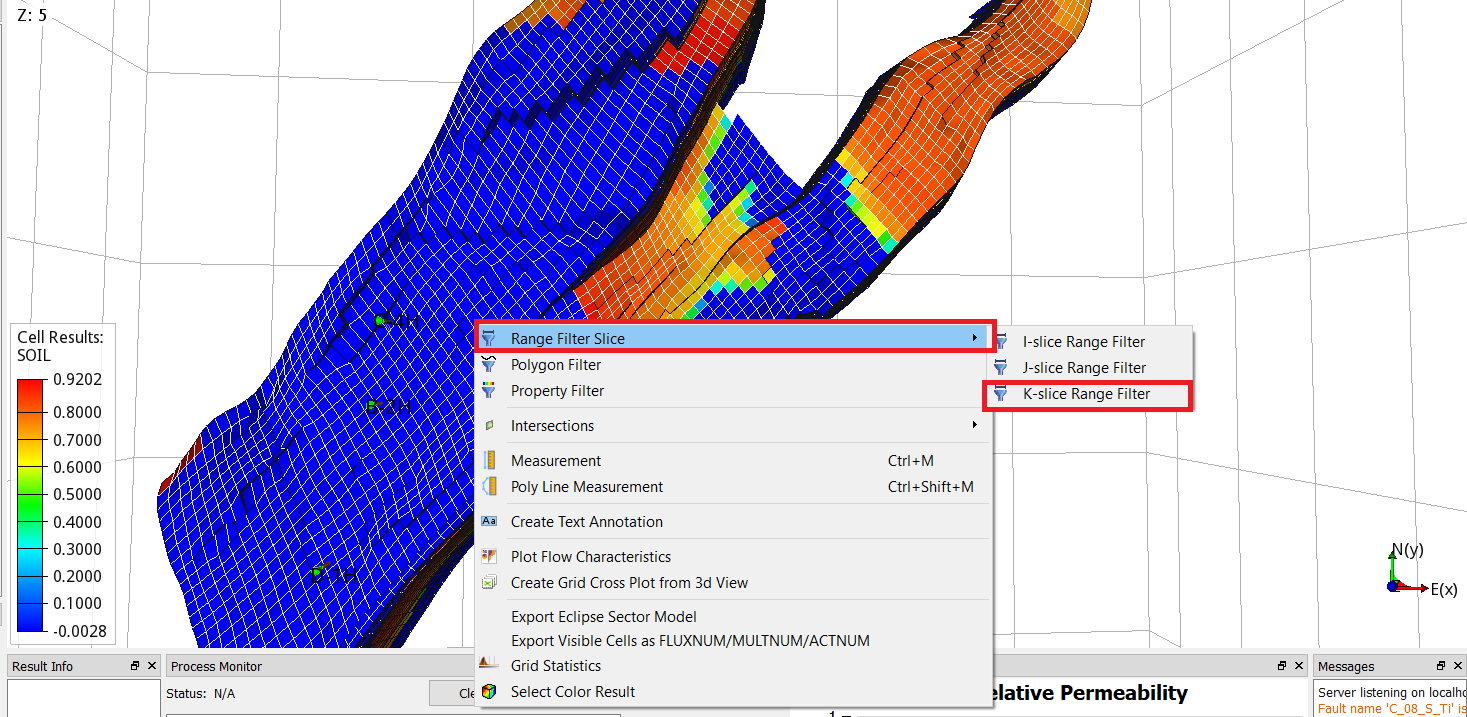 Z: 5
Cell Results:
SOIL
0.9202
0.8000
0.7000
0.6000
0.5000
0.4000
0.3000
0.2000
0.1000
-0.0028
Range Filter Slice
Polygon Filter
Property Filter
Intersections
Measurement Ctrl+M
Poly Line Measurement Ctrl+Shift+M
Create Text Annotation
Plot Flow Characteristics
Create Grid Cross Plot from 3d View
Export Eclipse Sector Model
Export Visible Cells as FLUXNUM/MULTNUM/ACTNUM
Grid Statistics
Select Color Result
I-slice Range Filter
J-slice Range Filter
K-slice Range Filter
N(y)
E(x)
Result Info
Process Monitor
Status: N/A
Cle
elative Permeability
1
Messages
Server listening on localho
Fault name 'C_08_S_Ti' is